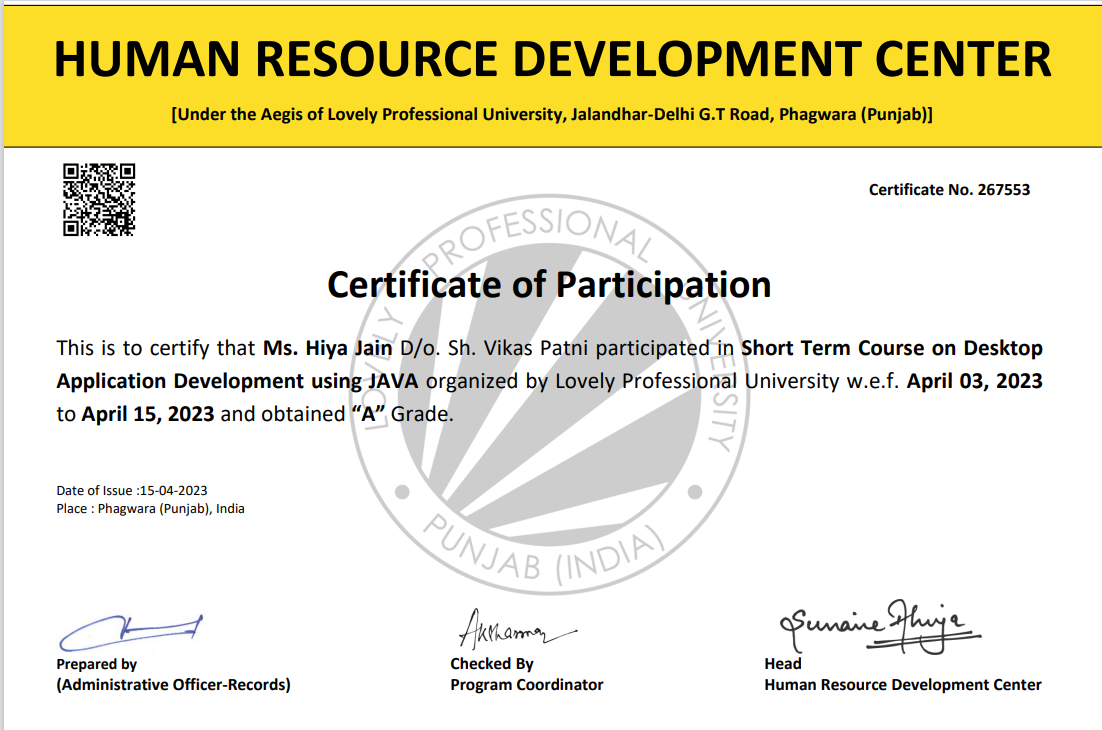 HUMAN RESOURCE DEVELOPMENT CENTER
[Under the Aegis of Lovely Professional University, Jalandhar-Delhi G.T Road, Phagwara (Punjab)]
Certificate No. 267553
LOVELY PROFESSIONAL UNIVERSITY
Certificate of Participation
This is to certify that Ms. Hiya Jain D/o. Sh. Vikas Patni participated in Short Term Course on Desktop
Application Development using JAVA organized by Lovely Professional University w.e.f. April 03, 2023
to April 15, 2023 and obtained “A” Grade.
Date of Issue :15-04-2023
Place : Phagwara (Punjab), India
PUNJAB (INDIA)
Prepared by
(Administrative Officer-Records)
Checked By
Program Coordinator
Head
Human Resource Development Center